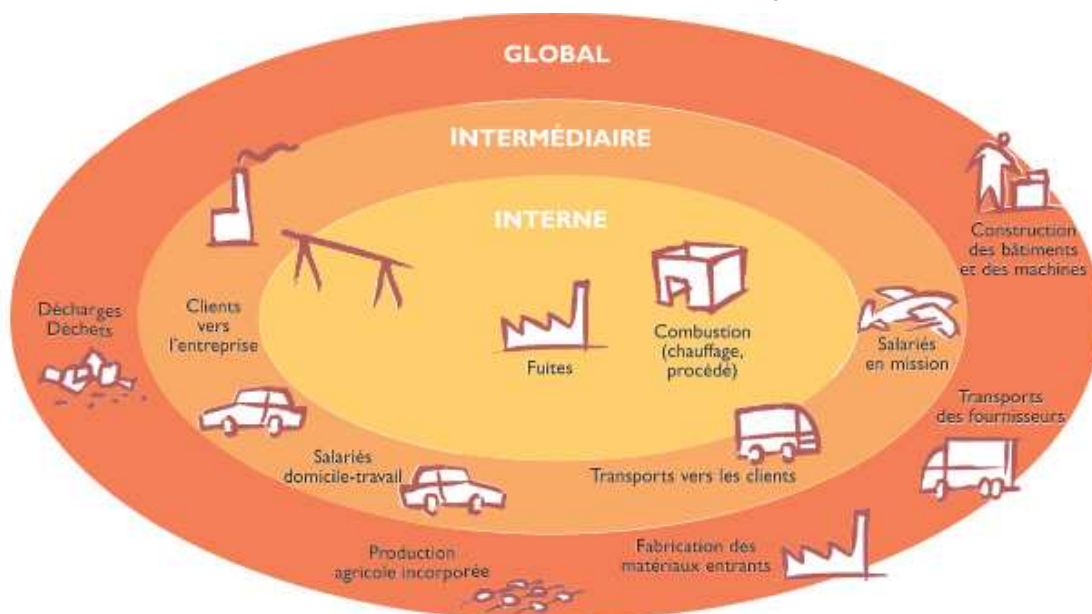 GLOBAL
INTERMÉDIAIRE
INTERNE
Construction
des bâtiments
et des machines
Décharges
Déchets
Clients
vers
l'entreprise
Fuites
Combustion
(chauffage,
procédé)
Salariés
en mission
Transports
des fournisseurs
Salariés
domicile-travail
Transports vers les clients
Production
agricole incorporée
Fabrication des
matériaux entrants